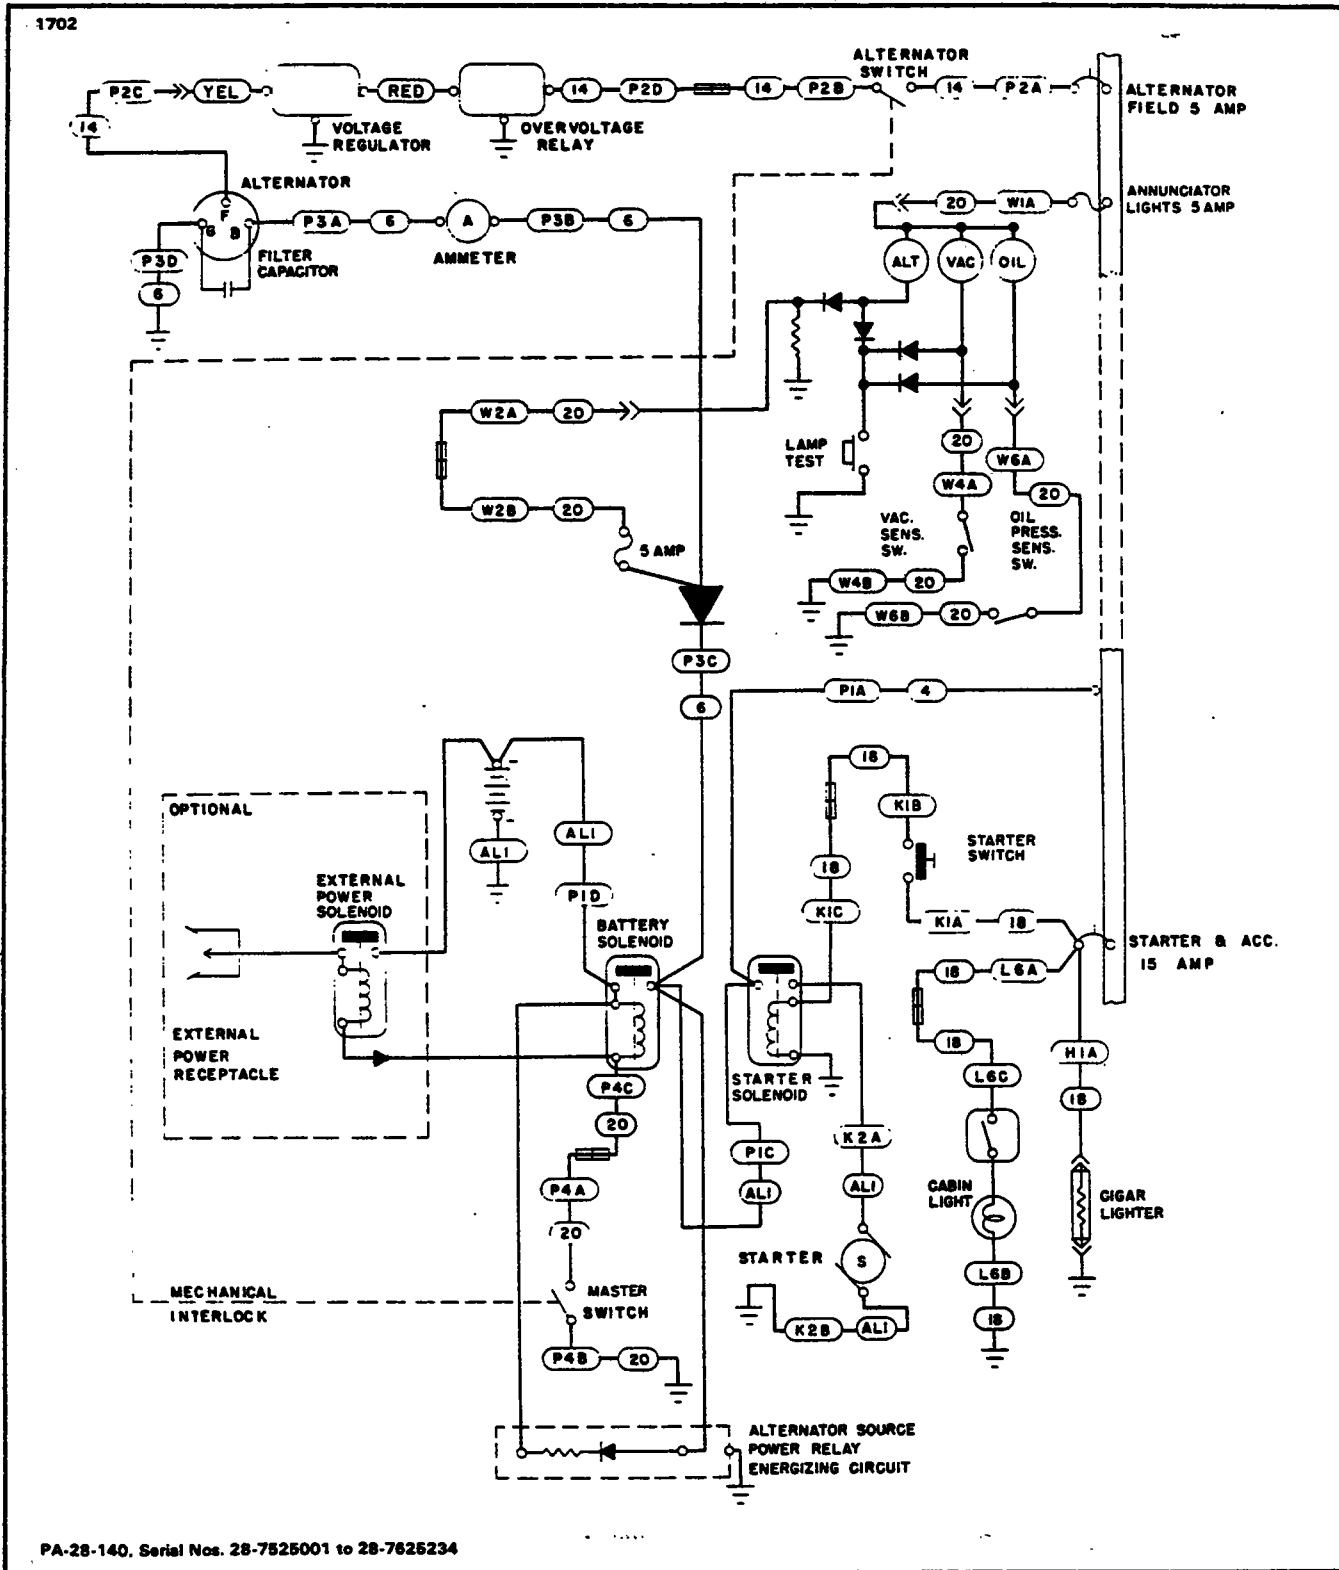 1702
ALTERNATOR
SWITCH
P2C
YEL
RED
14
P2D
14
P2B
14
P2A
ALTERNATOR
FIELD 5 AMP
14
VOLTAGE
REGULATOR
OVERVOLTAGE
RELAY
ALTERNATOR
F
G
B
P3A
6
A
P3B
6
AMMETER
FILTER
CAPACITOR
P3D
6
20
W1A
ANNUNCIATOR
LIGHTS 5 AMP
ALT
VAC
OIL
W2A
20
LAMP
TEST
20
W6A
W4A
20
W2B
20
5 AMP
VAC.
SENS.
SW.
OIL
PRESS.
SENS.
SW.
W4B
20
W6B
20
P3C
6
P1A
4
18
K1B
OPTIONAL
AL1
AL1
STARTER
SWITCH
18
EXTERNAL
POWER
SOLENOID
P1D
K1C
BATTERY
SOLENOID
K1A
18
STARTER & ACC.
15 AMP
18
L6A
EXTERNAL
POWER
RECEPTACLE
18
H1A
STARTER
SOLENOID
L6C
P4C
18
20
K2A
P1C
P4A
AL1
AL1
CABIN
LIGHT
CIGAR
LIGHTER
20
STARTER
S
L6B
MECHANICAL
INTERLOCK
MASTER
SWITCH
K2B
AL1
18
P4B
20
ALTERNATOR SOURCE
POWER RELAY
ENERGIZING CIRCUIT
PA-28-140, Serial Nos. 28-7525001 to 28-7625234